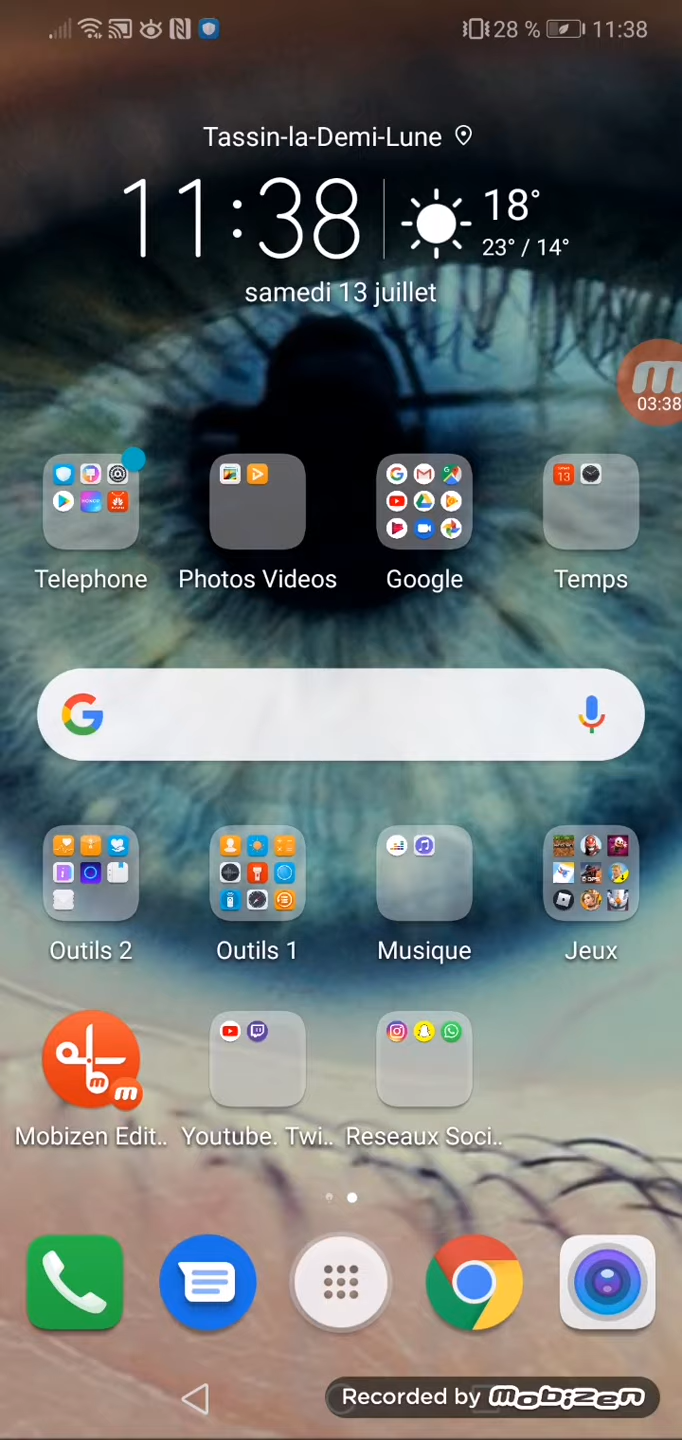 28 % 11:38
Tassin-la-Demi-Lune
11:38
18°
23° / 14°
samedi 13 juillet
m
03:38
13
Telephone Photos Videos Google Temps
G
Outils 2 Outils 1 Musique Jeux
m
m
Mobizen Edit.. Youtube. Twi.. Reseaux Soci..
Recorded by mobizen